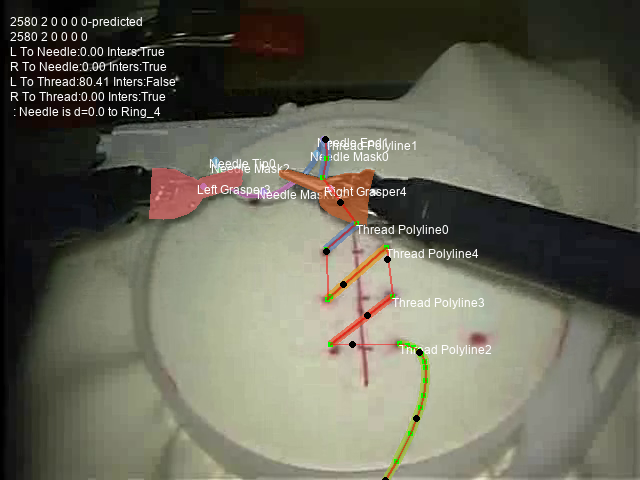 2580 2 0 0 0 0-predicted
2580 2 0 0 0 0
L To Needle:0.00 Inters:True
R To Needle:0.00 Inters:True
L To Thread:80.41 Inters:False
R To Thread:0.00 Inters:True
: Needle is d=0.0 to Ring_4
Thread Polyline1
Needle Mask0
Needle Tip0
Needle Mask2
Left Grasper3
Right Grasper4
Thread Polyline0
Thread Polyline4
Thread Polyline3
Thread Polyline2